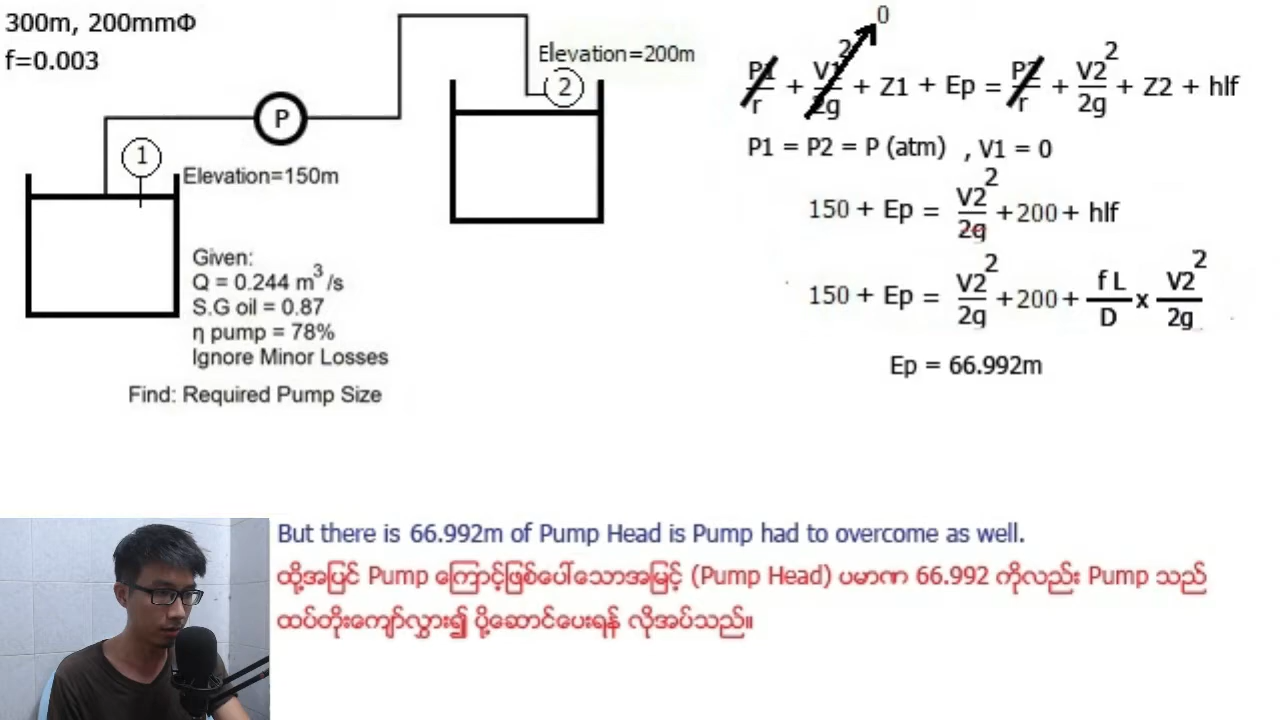 300m, 200mmΦ
f=0.003
P
1
Elevation=150m
Elevation=200m
2
Given:
Q = 0.244 m³/s
S.G oil = 0.87
η pump = 78%
Ignore Minor Losses
Find: Required Pump Size
0
P1/r + V1²/2g + Z1 + Ep = P2/r + V2²/2g + Z2 + hlf
P1 = P2 = P (atm) , V1 = 0
150 + Ep = V2²/2g + 200 + hlf
150 + Ep = V2²/2g + 200 + f L/D x V2²/2g
Ep = 66.992m
But there is 66.992m of Pump Head is Pump had to overcome as well.
ထို့အပြင် Pump ကြောင့်ဖြစ်ပေါ်သောအမြင့် (Pump Head) ပမာဏ 66.992 ကိုလည်း Pump သည်
ထပ်တိုးကျော်လွှား၍ ပို့ဆောင်ပေးရန် လိုအပ်သည်။